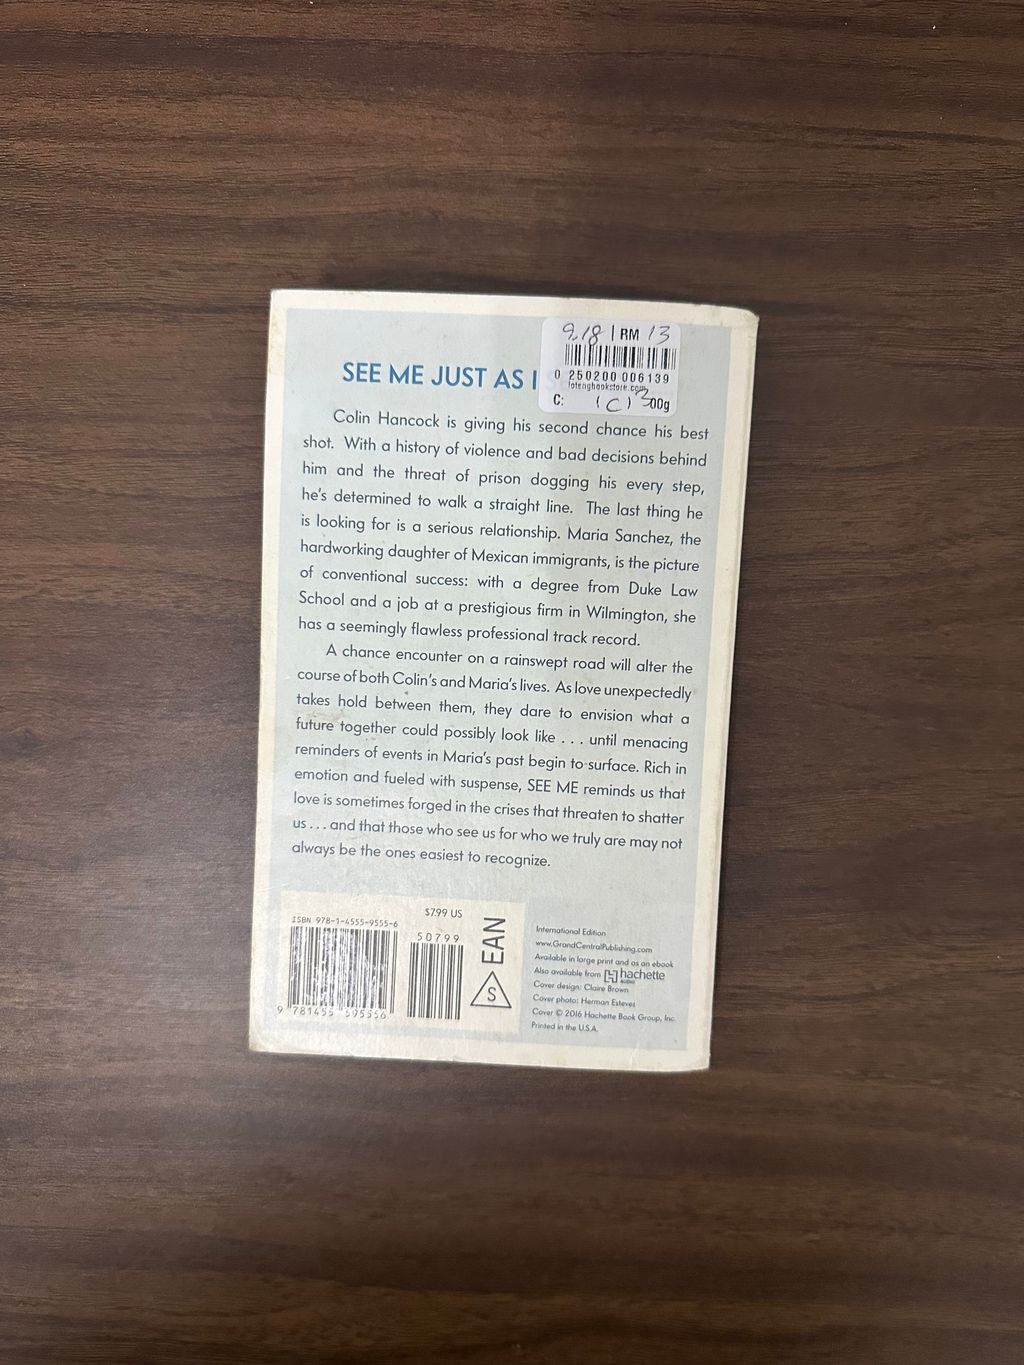 9.18 | RM 13
0 250200 006139
lotengbookstore.com
C: (C) 300g
SEE ME JUST AS I
Colin Hancock is giving his second chance his best
shot. With a history of violence and bad decisions behind
him and the threat of prison dogging his every step,
he's determined to walk a straight line. The last thing he
is looking for is a serious relationship. Maria Sanchez, the
hardworking daughter of Mexican immigrants, is the picture
of conventional success: with a degree from Duke Law
School and a job at a prestigious firm in Wilmington, she
has a seemingly flawless professional track record.
A chance encounter on a rainswept road will alter the
course of both Colin's and Maria's lives. As love unexpectedly
takes hold between them, they dare to envision what a
future together could possibly look like . . . until menacing
reminders of events in Maria's past begin to surface. Rich in
emotion and fueled with suspense, SEE ME reminds us that
love is sometimes forged in the crises that threaten to shatter
us . . . and that those who see us for who we truly are may not
always be the ones easiest to recognize.
$7.99 US
ISBN 978-1-4555-9555-6
50799
9 781455 595556
EAN
S
International Edition
www.GrandCentralPublishing.com
Available in large print and as an ebook
Also available from hachette
AUDIO
Cover design: Claire Brown
Cover photo: Herman Estevez
Cover © 2016 Hachette Book Group, Inc.
Printed in the U.S.A.